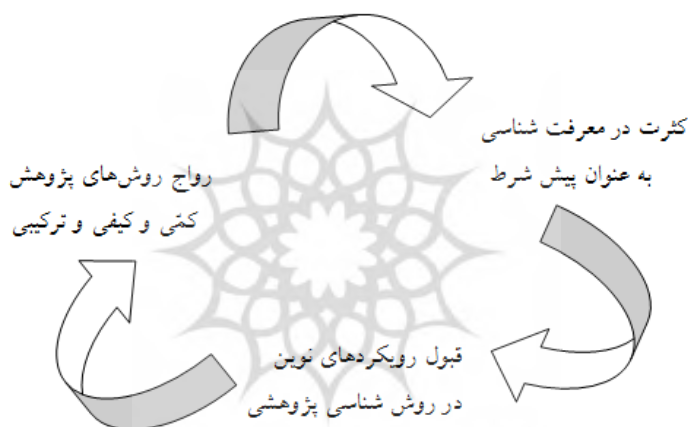 کثرت در معرفت شناسی
به عنوان پیش شرط
رواج روش‌های پژوهش
کمّی و کیفی و ترکیبی
قبول رویکردهای نوین
در روش شناسی پژوهشی